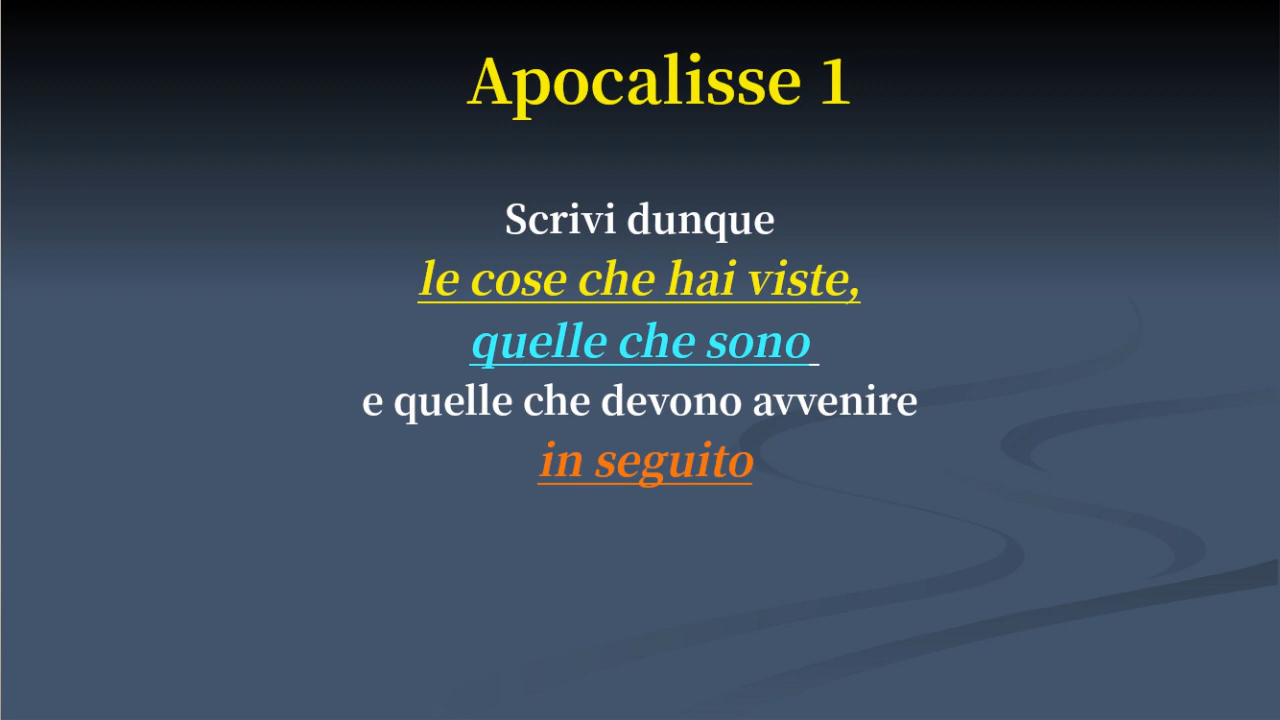 Apocalisse 1
Scrivi dunque
le cose che hai viste,
quelle che sono
e quelle che devono avvenire
in seguito